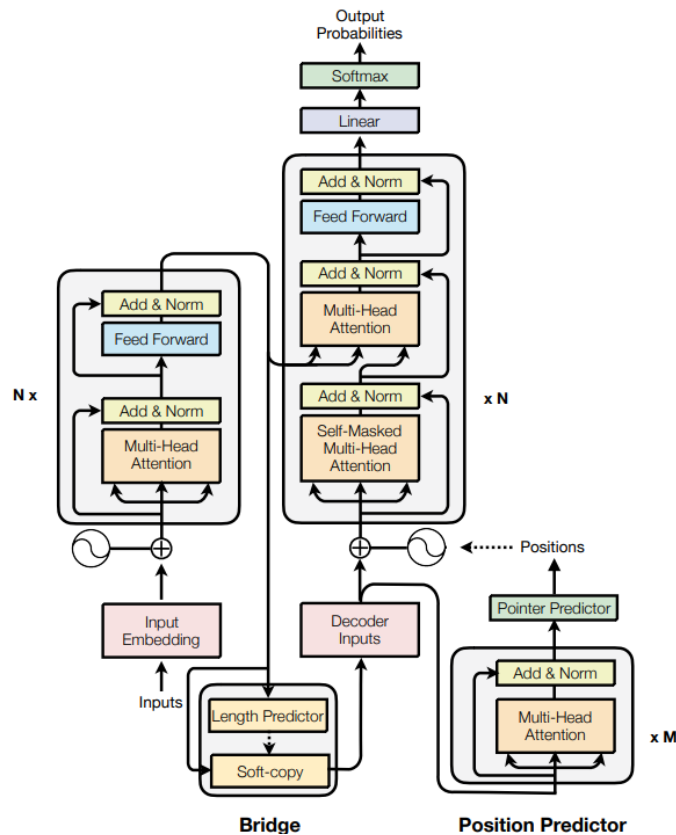 Output
Probabilities
Softmax
Linear
Add & Norm
Feed Forward
Add & Norm
Multi-Head
Attention
Add & Norm
Self-Masked
Multi-Head
Attention
x N
Add & Norm
Feed Forward
N x
Add & Norm
Multi-Head
Attention
Input
Embedding
Inputs
Decoder
Inputs
Length Predictor
Soft-copy
Bridge
Positions
Pointer Predictor
Add & Norm
Multi-Head
Attention
x M
Position Predictor